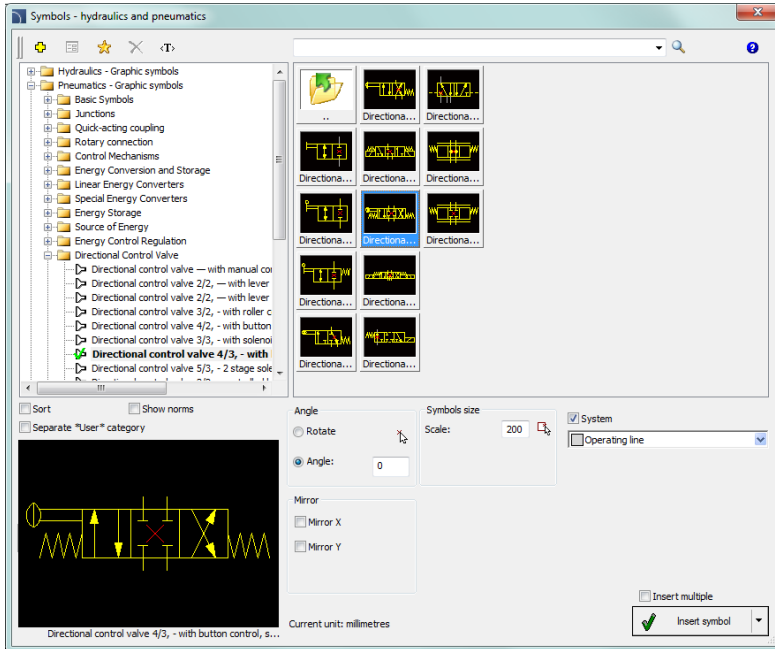 Symbols - hydraulics and pneumatics
<T>
Hydraulics - Graphic symbols
Pneumatics - Graphic symbols
Basic Symbols
Junctions
Quick-acting coupling
Rotary connection
Control Mechanisms
Energy Conversion and Storage
Linear Energy Converters
Special Energy Converters
Energy Storage
Source of Energy
Energy Control Regulation
Directional Control Valve
Directional control valve — with manual cor
Directional control valve 2/2, — with lever
Directional control valve 2/2, — with lever
Directional control valve 3/2, - with roller c
Directional control valve 4/2, - with button
Directional control valve 3/3, - with solenoi
Directional control valve 4/3, - with l
Directional control valve 5/3, - 2 stage sole
..
Directiona...
Directiona...
Directiona...
Directiona...
Directiona...
Directiona...
Directiona...
Directiona...
Directiona...
Directiona...
Directiona...
Directiona...
Sort
Show norms
Separate *User* category
Angle
Rotate
Angle:
0
Symbols size
Scale:
200
System
Operating line
Mirror
Mirror X
Mirror Y
Insert multiple
Insert symbol
Current unit: millimetres
Directional control valve 4/3, - with button control, s...